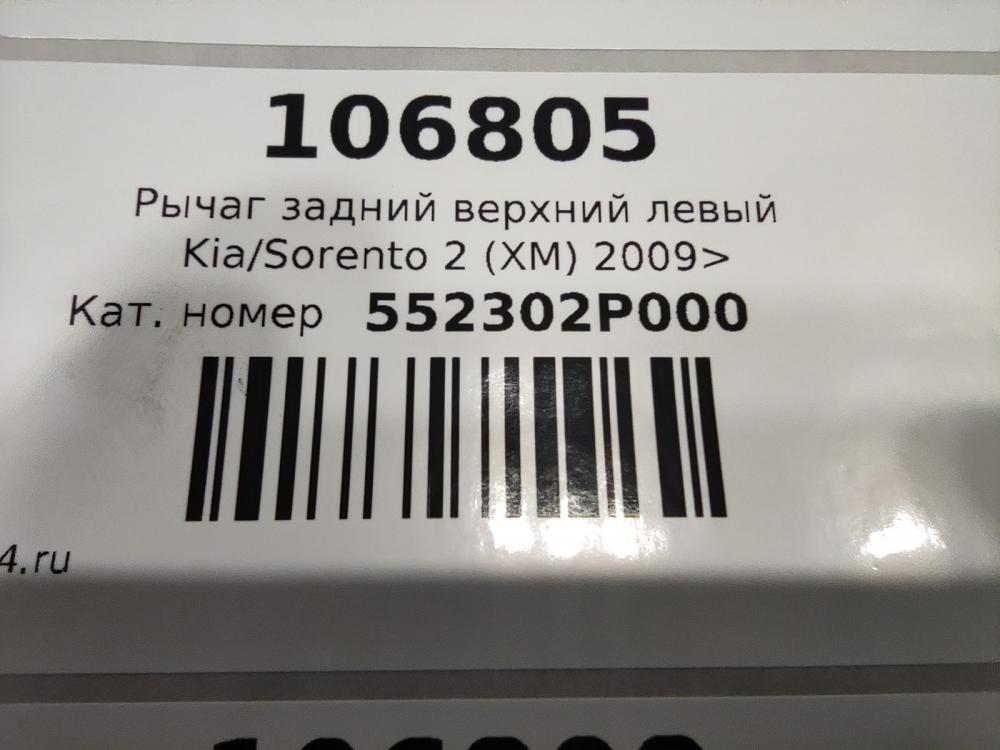 106805
Рычаг задний верхний левый
Kia/Sorento 2 (XM) 2009>
Кат. номер 552302P000
4.ru